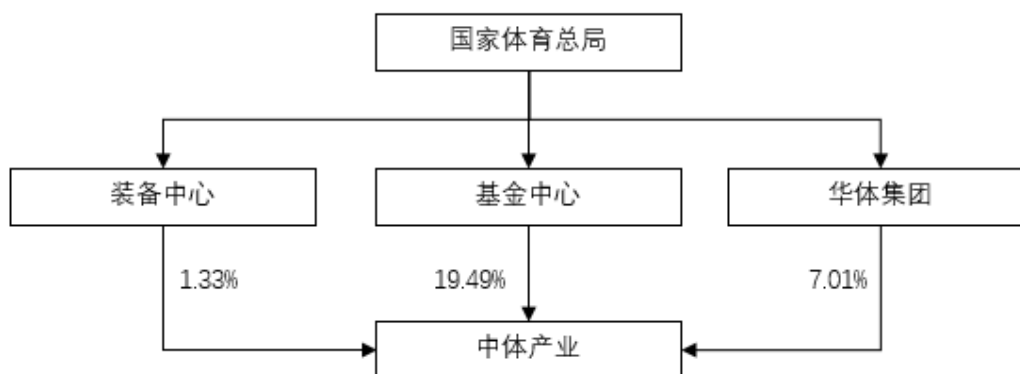 国家体育总局
装备中心
基金中心
华体集团
1.33%
19.49%
7.01%
中体产业